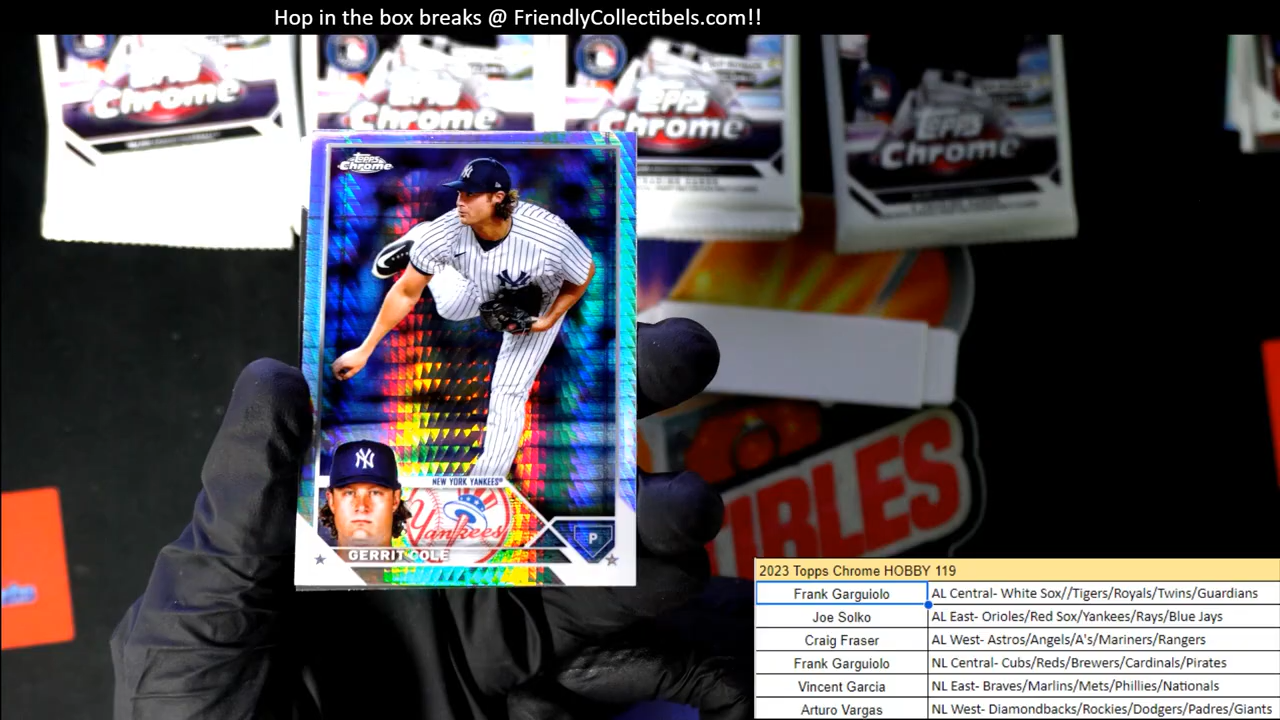 Hop in the box breaks @ FriendlyCollectibels.com!!
Chrome
Chrome
Topps
Chrome
Topps
Chrome
Topps
Chrome
NY
NEW YORK YANKEES®
Yankees
P
GERRIT COLE
IBLES
2023 Topps Chrome HOBBY 119
Frank Garguiolo AL Central- White Sox//Tigers/Royals/Twins/Guardians
Joe Solko AL East- Orioles/Red Sox/Yankees/Rays/Blue Jays
Craig Fraser AL West- Astros/Angels/A's/Mariners/Rangers
Frank Garguiolo NL Central- Cubs/Reds/Brewers/Cardinals/Pirates
Vincent Garcia NL East- Braves/Marlins/Mets/Phillies/Nationals
Arturo Vargas NL West- Diamondbacks/Rockies/Dodgers/Padres/Giants